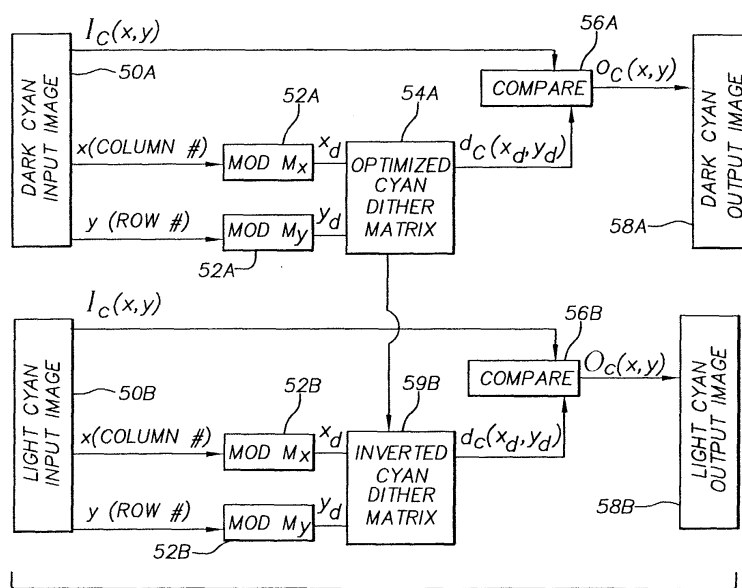 I_C(x,y)
50A
DARK CYAN
INPUT IMAGE
x(COLUMN #)
52A
MOD M_x
x_d
y (ROW #)
MOD M_y
y_d
52A
54A
OPTIMIZED
CYAN
DITHER
MATRIX
d_C(x_d,y_d)
56A
COMPARE
O_C(x,y)
DARK CYAN
OUTPUT IMAGE
58A
I_C(x,y)
50B
LIGHT CYAN
INPUT IMAGE
x(COLUMN #)
52B
MOD M_x
x_d
y (ROW #)
MOD M_y
y_d
52B
59B
INVERTED
CYAN
DITHER
MATRIX
d_c(x_d,y_d)
56B
COMPARE
O_C(x,y)
LIGHT CYAN
OUTPUT IMAGE
58B